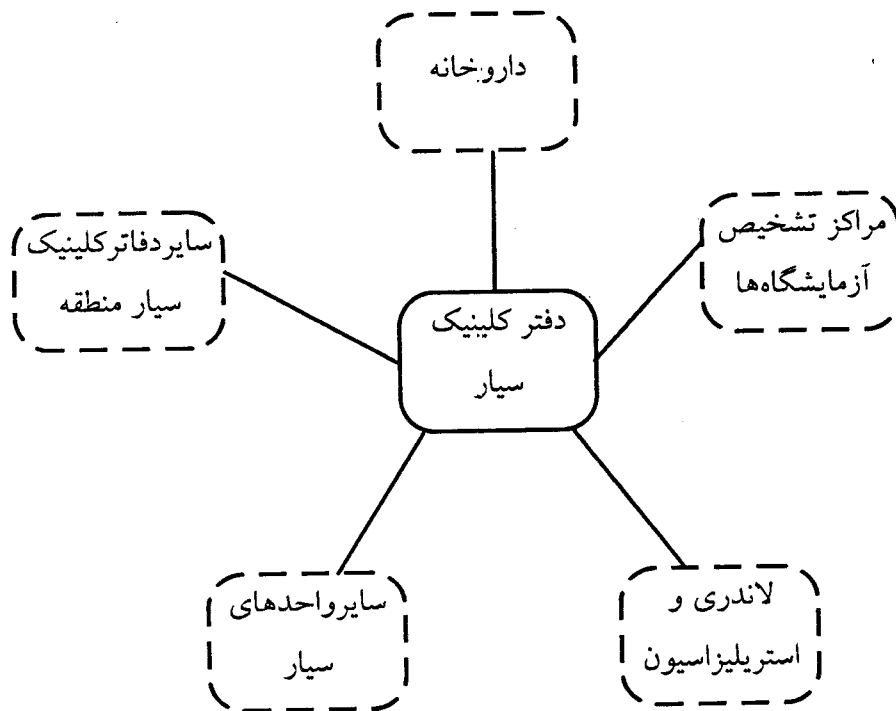 داروخانه
مراکز تشخیص
آزمایشگاه‌ها
سایردفاترکلینیک
سیار منطقه
دفتر کلینیک
سیار
سایرواحدهای
سیار
لاندری و
استریلیزاسیون